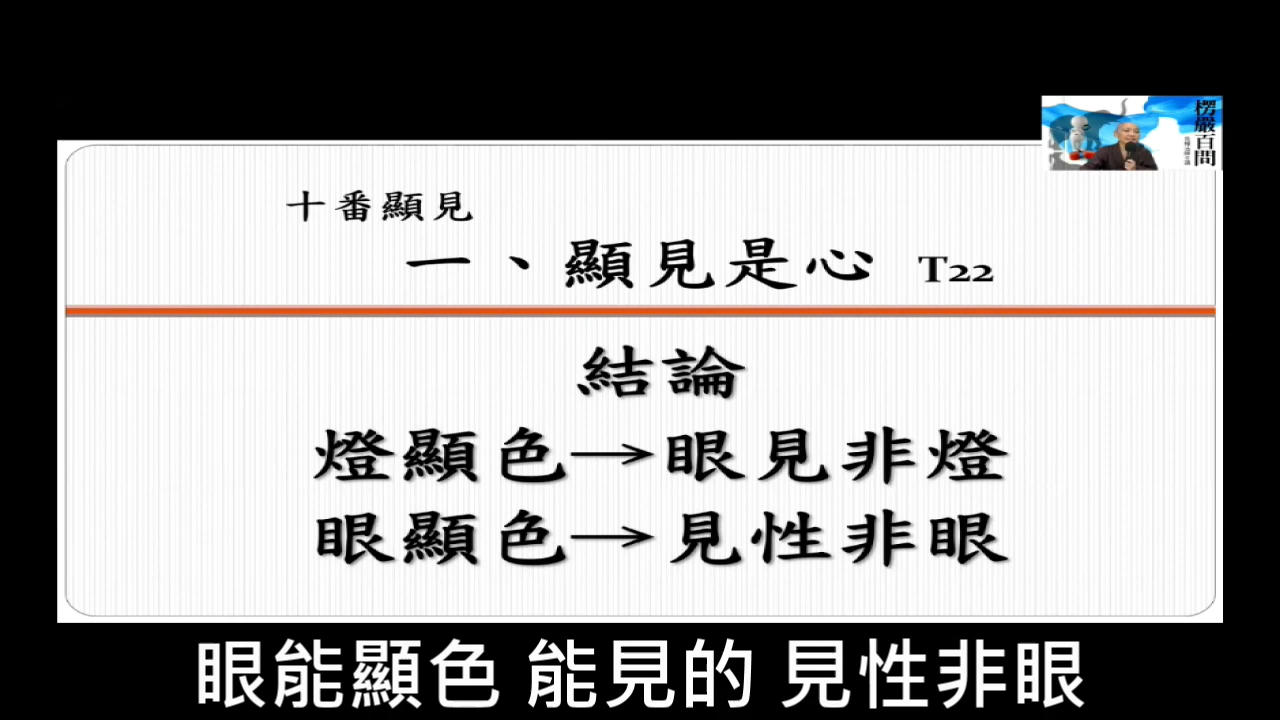 楞嚴百問
十番顯見
一、顯見是心 T22
結論
燈顯色→眼見非燈
眼顯色→見性非眼
眼能顯色 能見的 見性非眼